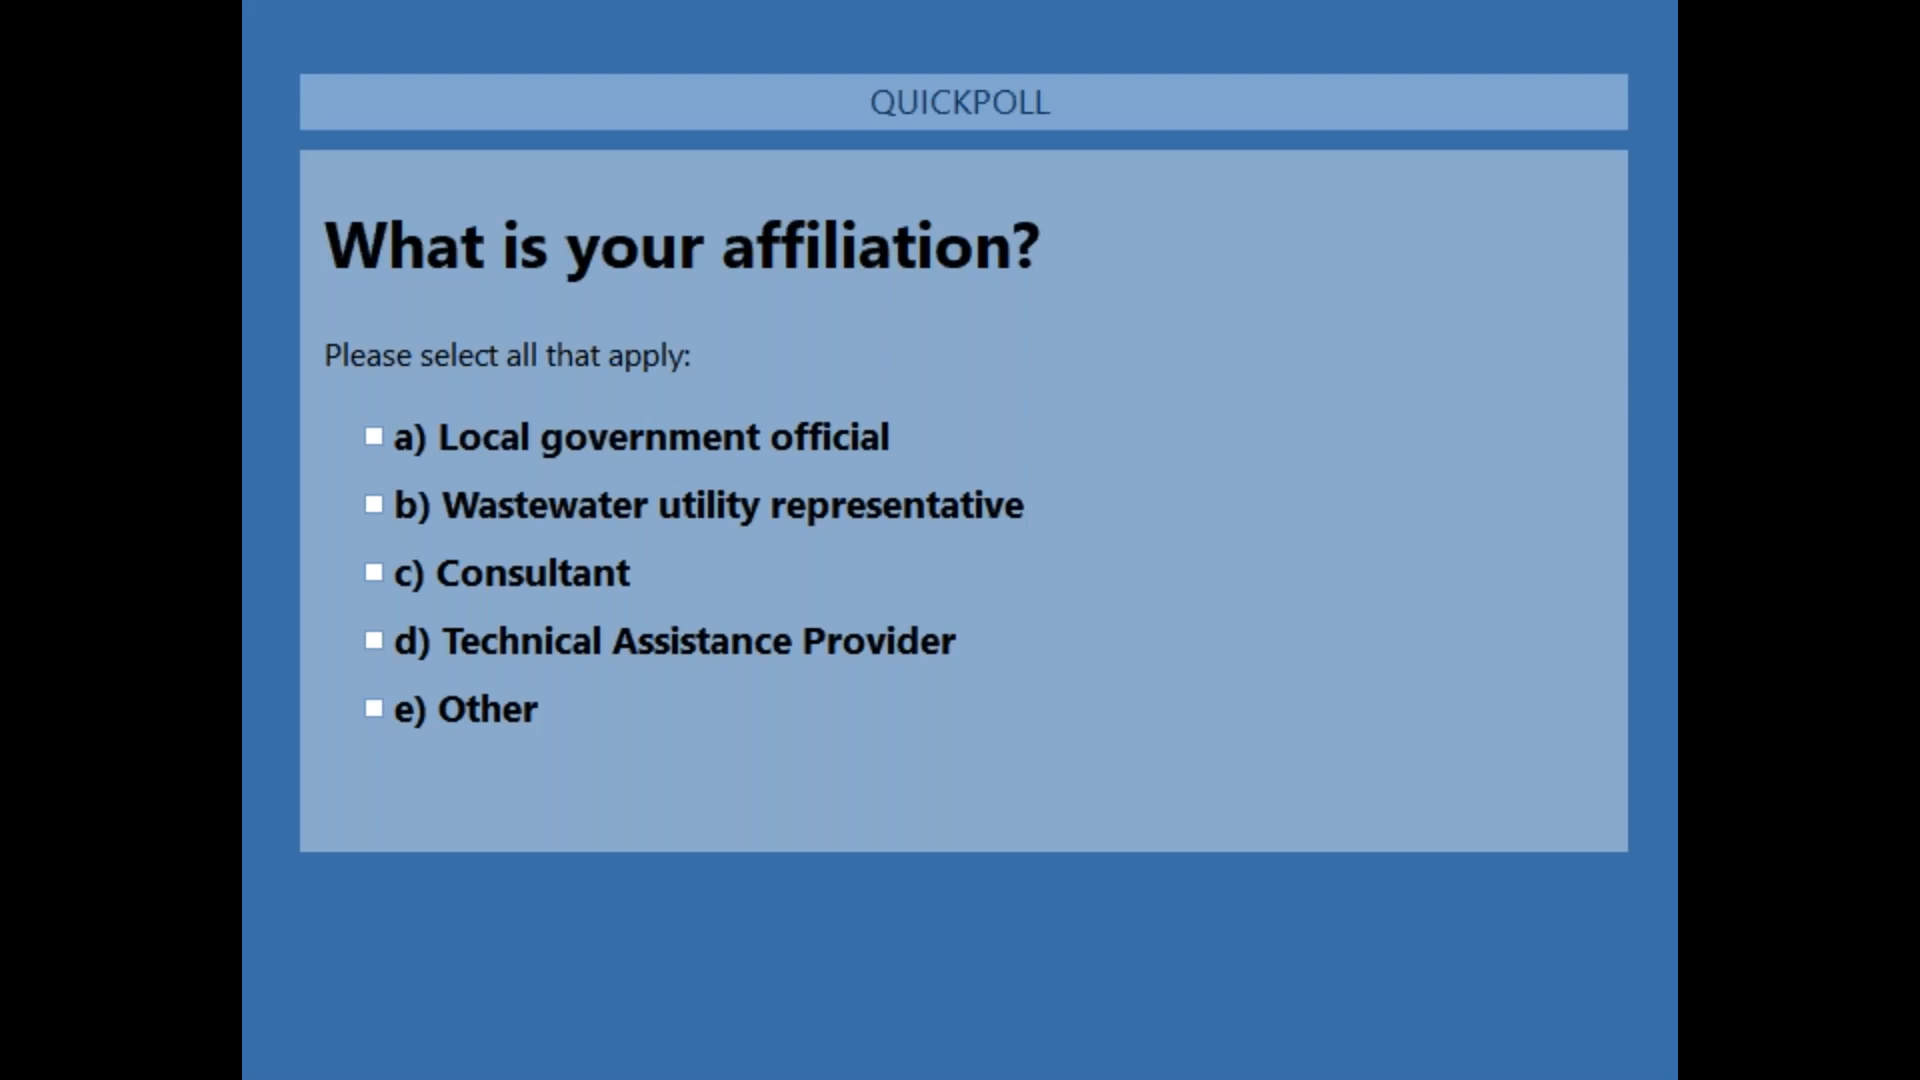 QUICKPOLL
What is your affiliation?
Please select all that apply:
a) Local government official
b) Wastewater utility representative
c) Consultant
d) Technical Assistance Provider
e) Other